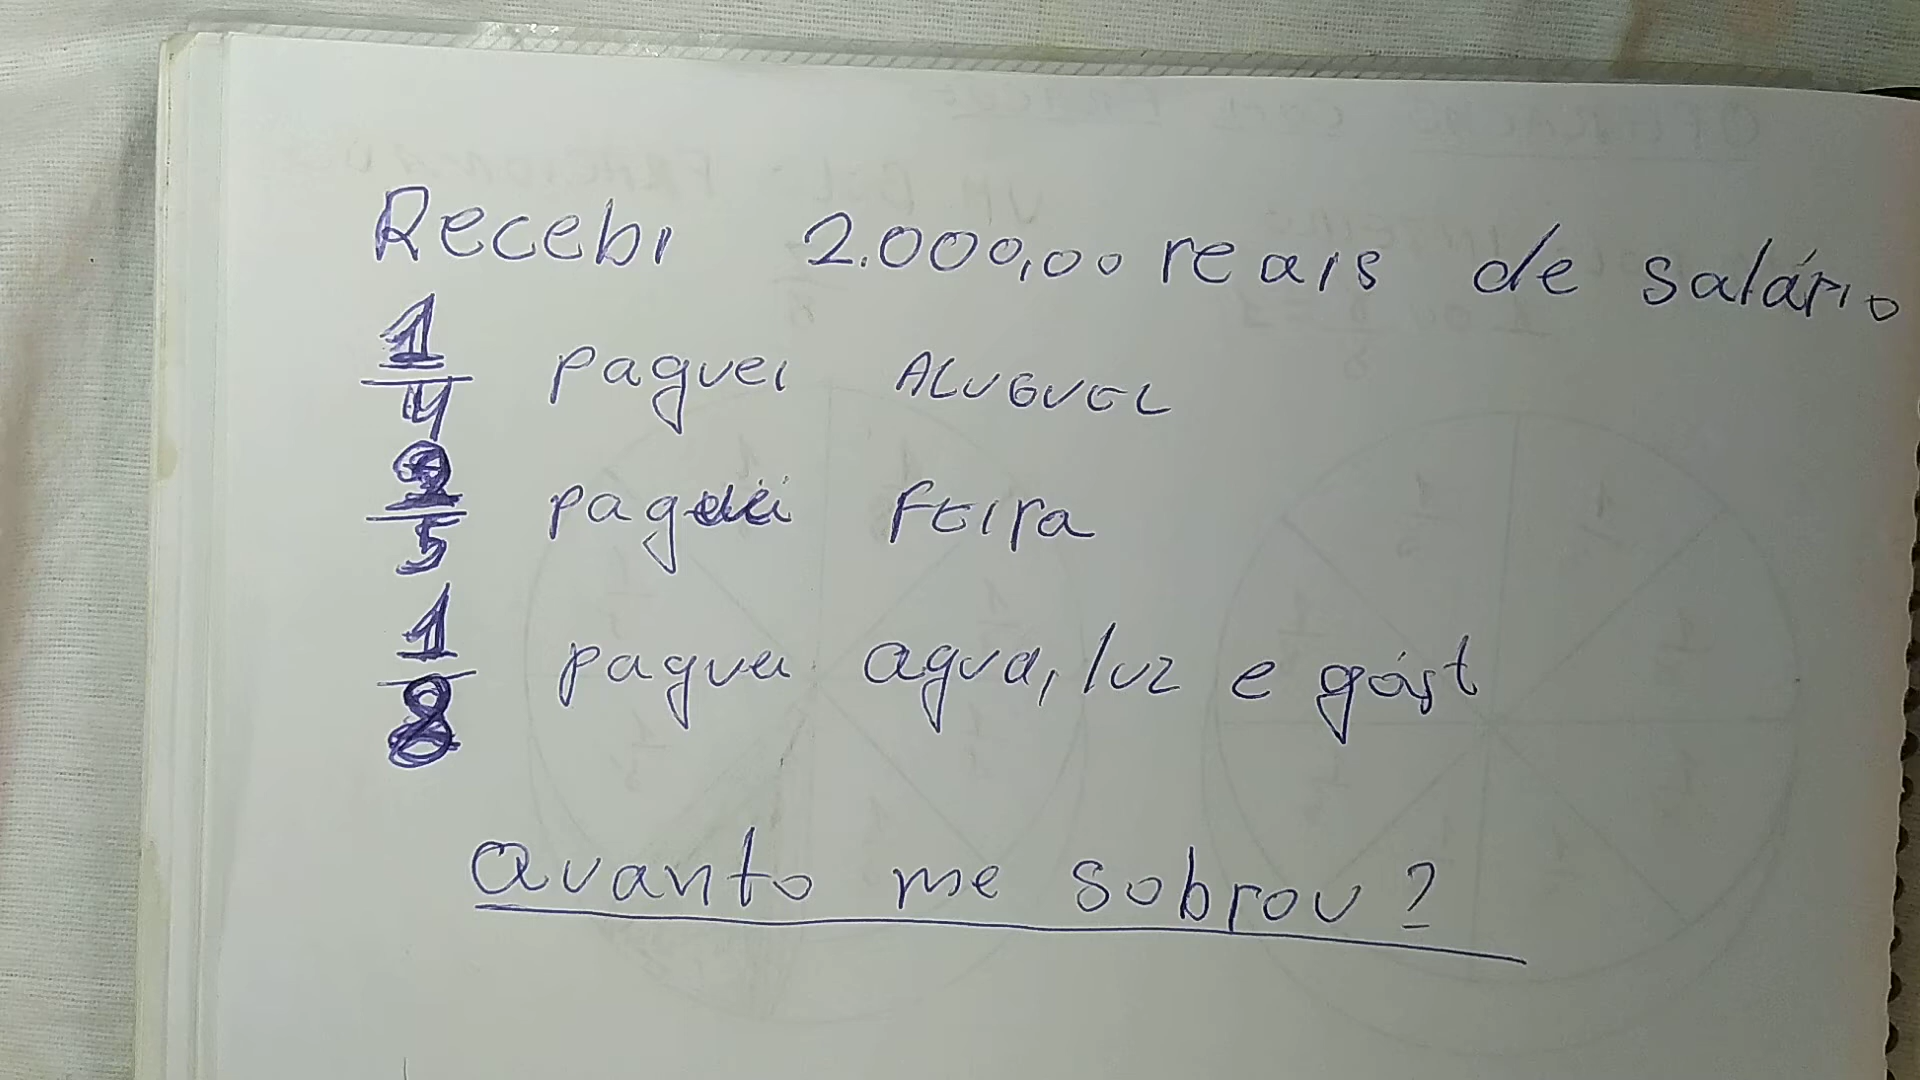 Recebi 2.000,00 reais de salário
1/4 paguei ALUGUEL
2/5 paguei FEIRA
1/8 paguei agua, luz e
Quanto me sobrou?